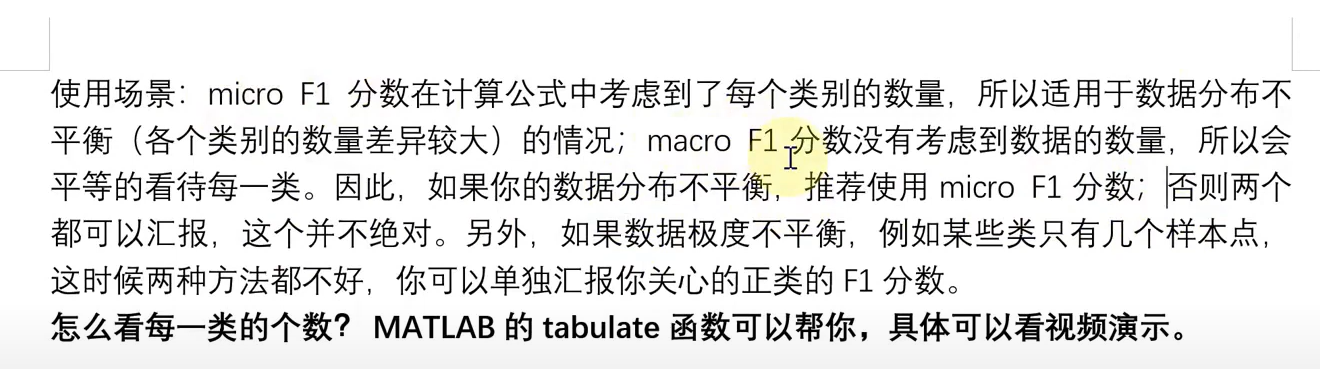 使用场景：micro F1 分数在计算公式中考虑到了每个类别的数量，所以适用于数据分布不
平衡（各个类别的数量差异较大）的情况；macro F1 分数没有考虑到数据的数量，所以会
平等的看待每一类。因此，如果你的数据分布不平衡，推荐使用 micro F1 分数；否则两个
都可以汇报，这个并不绝对。另外，如果数据极度不平衡，例如某些类只有几个样本点，
这时候两种方法都不好，你可以单独汇报你关心的正类的 F1 分数。
怎么看每一类的个数？ MATLAB 的 tabulate 函数可以帮你，具体可以看视频演示。